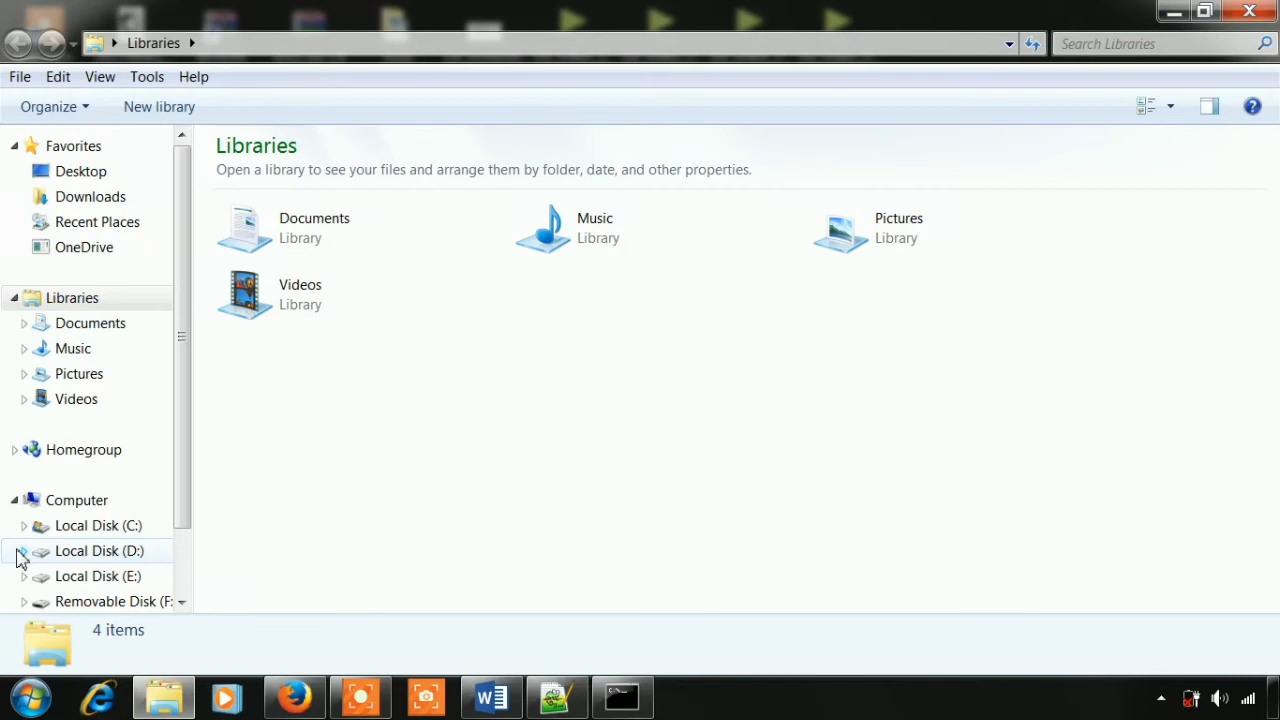 Libraries
Search Libraries
File Edit View Tools Help
Organize New library
Favorites
Desktop
Downloads
Recent Places
OneDrive
Libraries
Documents
Music
Pictures
Videos
Homegroup
Computer
Local Disk (C:)
Local Disk (D:)
Local Disk (E:)
Removable Disk (F:
Libraries
Open a library to see your files and arrange them by folder, date, and other properties.
Documents
Library
Music
Library
Pictures
Library
Videos
Library
4 items